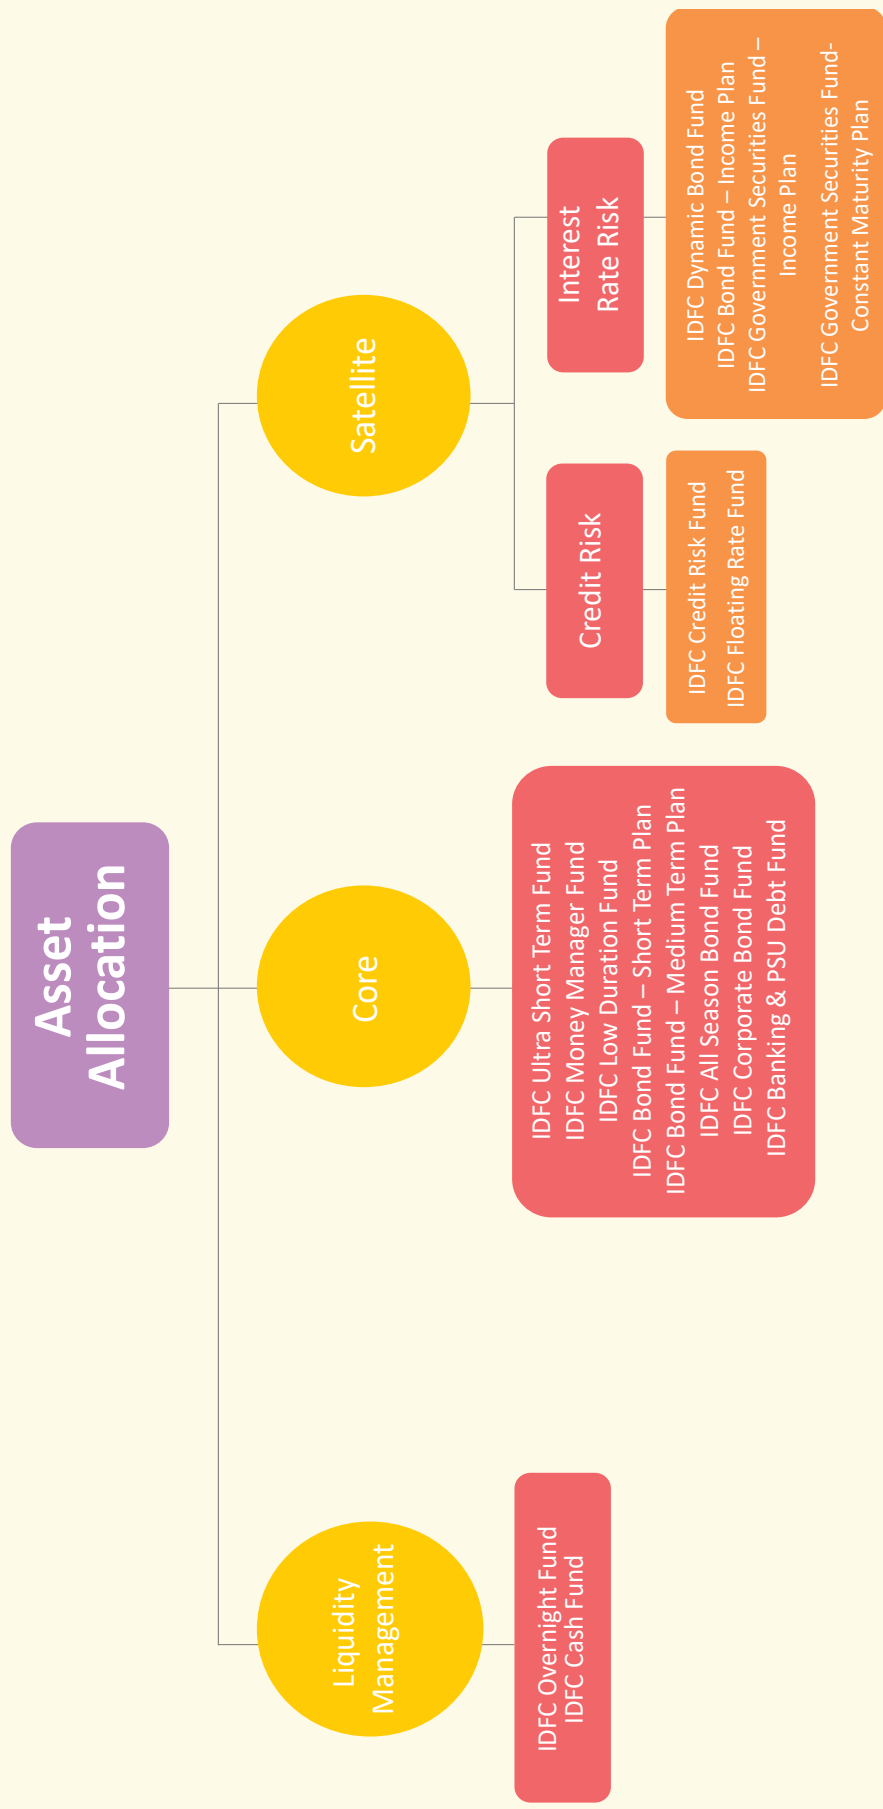 Asset
Allocation
Liquidity
Management
Core
Satellite
IDFC Overnight Fund
IDFC Cash Fund
IDFC Ultra Short Term Fund
IDFC Money Manager Fund
IDFC Low Duration Fund
IDFC Bond Fund – Short Term Plan
IDFC Bond Fund – Medium Term Plan
IDFC All Season Bond Fund
IDFC Corporate Bond Fund
IDFC Banking & PSU Debt Fund
Credit Risk
IDFC Credit Risk Fund
IDFC Floating Rate Fund
Interest
Rate Risk
IDFC Dynamic Bond Fund
IDFC Bond Fund – Income Plan
IDFC Government Securities Fund –
Income Plan
IDFC Government Securities Fund-
Constant Maturity Plan